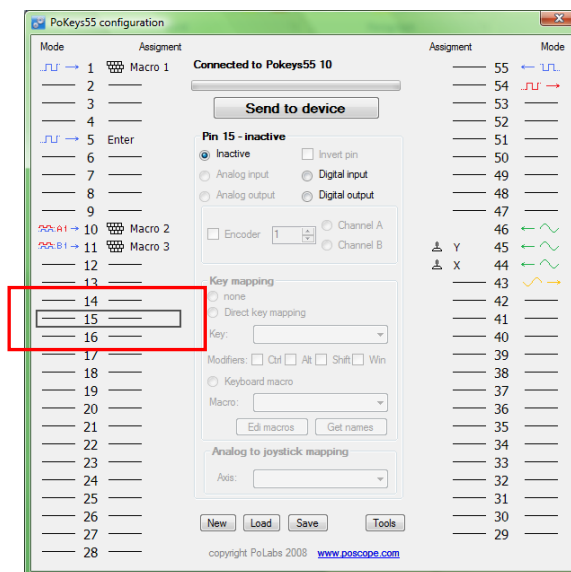 PoKeys55 configuration
Mode Assigment Assigment Mode
1 Macro 1 Connected to Pokeys55 10 55
2 54
3 Send to device 53
4 52
5 Enter Pin 15 - inactive 51
6 Inactive Invert pin 50
7 Analog input Digital input 49
8 Analog output Digital output 48
9 47
A1 10 Macro 2 Encoder 1 Channel A 46
B1 11 Macro 3 Channel B Y 45
12 X 44
13 Key mapping 43
14 none 42
15 Direct key mapping 41
16 Key: 40
17 Modifiers: Ctrl Alt Shift Win 39
18 38
19 Keyboard macro 37
20 Macro: 36
21 Edi macros Get names 35
22 Analog to joystick mapping 34
23 33
24 Axis: 32
25 31
26 New Load Save Tools 30
27 29
28 copyright PoLabs 2008 www.poscope.com